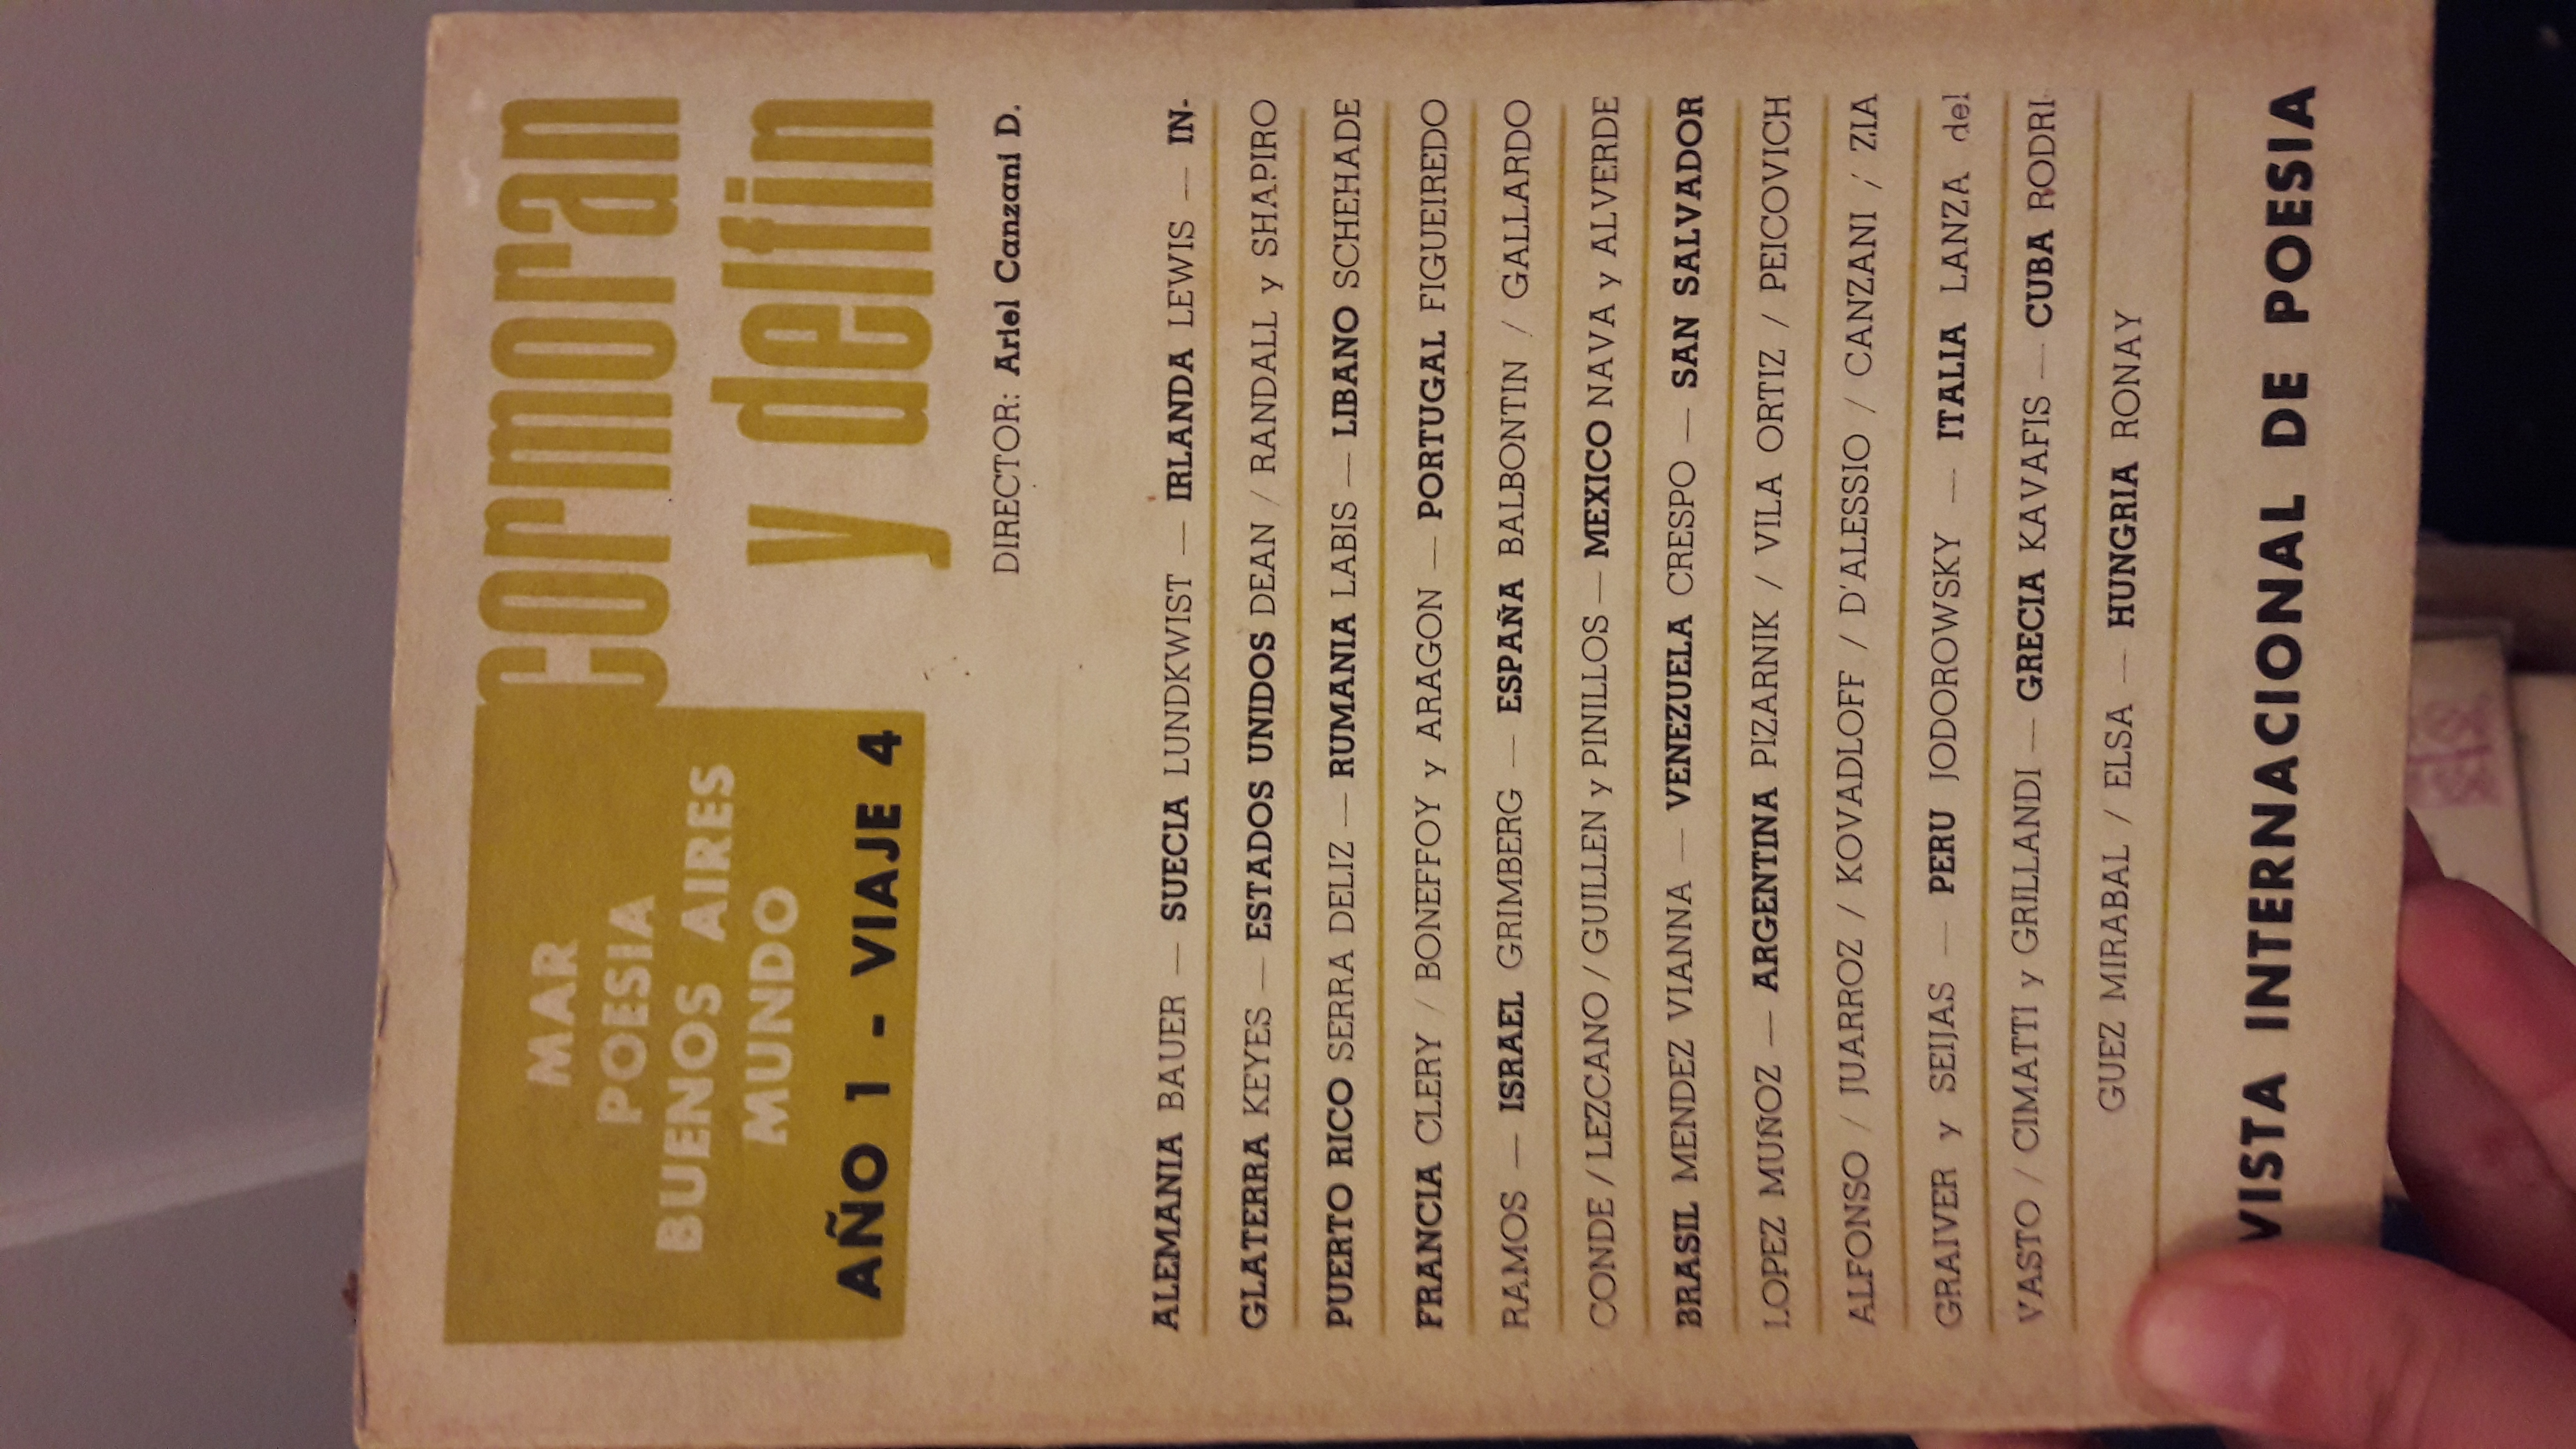 MAR
POESIA
BUENOS AIRES
MUNDO
AÑO 1 - VIAJE 4
cormoran
y delfin
DIRECTOR: Ariel Canzani D.
ALEMANIA BAUER — SUECIA LUNDKWIST — IRLANDA LEWIS — IN-
GLATERRA KEYES — ESTADOS UNIDOS DEAN / RANDALL y SHAPIRO
PUERTO RICO SERRA DELIZ — RUMANIA LABIS — LIBANO SCHEHADE
FRANCIA CLERY / BONEFFOY y ARAGON — PORTUGAL FIGUEIREDO
RAMOS — ISRAEL GRIMBERG — ESPAÑA BALBONTIN / GALLARDO
CONDE / LEZCANO / GUILLEN y PINILLOS — MEXICO NAVA y ALVERDE
BRASIL MENDEZ VIANNA — VENEZUELA CRESPO — SAN SALVADOR
LOPEZ MUÑOZ — ARGENTINA PIZARNIK / VILA ORTIZ / PEICOVICH
ALFONSO / JUARROZ / KOVADLOFF / D'ALESSIO / CANZANI / ZIA
GRAIVER y SEIJAS — PERU JODOROWSKY — ITALIA LANZA del
VASTO / CIMATTI y GRILLANDI — GRECIA KAVAFIS — CUBA RODRI-
GUEZ MIRABAL / ELSA — HUNGRIA RONAY
VISTA INTERNACIONAL DE POESIA